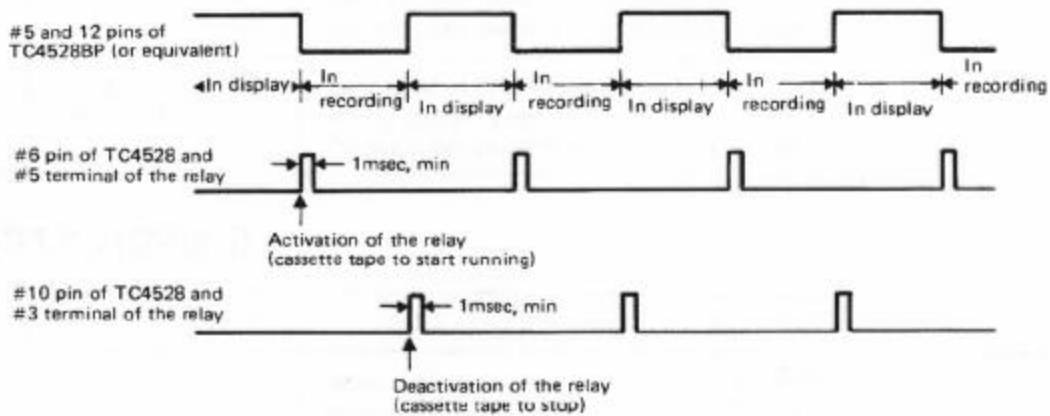 #5 and 12 pins of
TC4528BP (or equivalent)
In display
In
recording
In display
In
recording
In display
In
recording
In display
In
recording
#6 pin of TC4528 and
#5 terminal of the relay
1msec, min
Activation of the relay
(cassette tape to start running)
#10 pin of TC4528 and
#3 terminal of the relay
1msec, min
Deactivation of the relay
(cassette tape to stop)